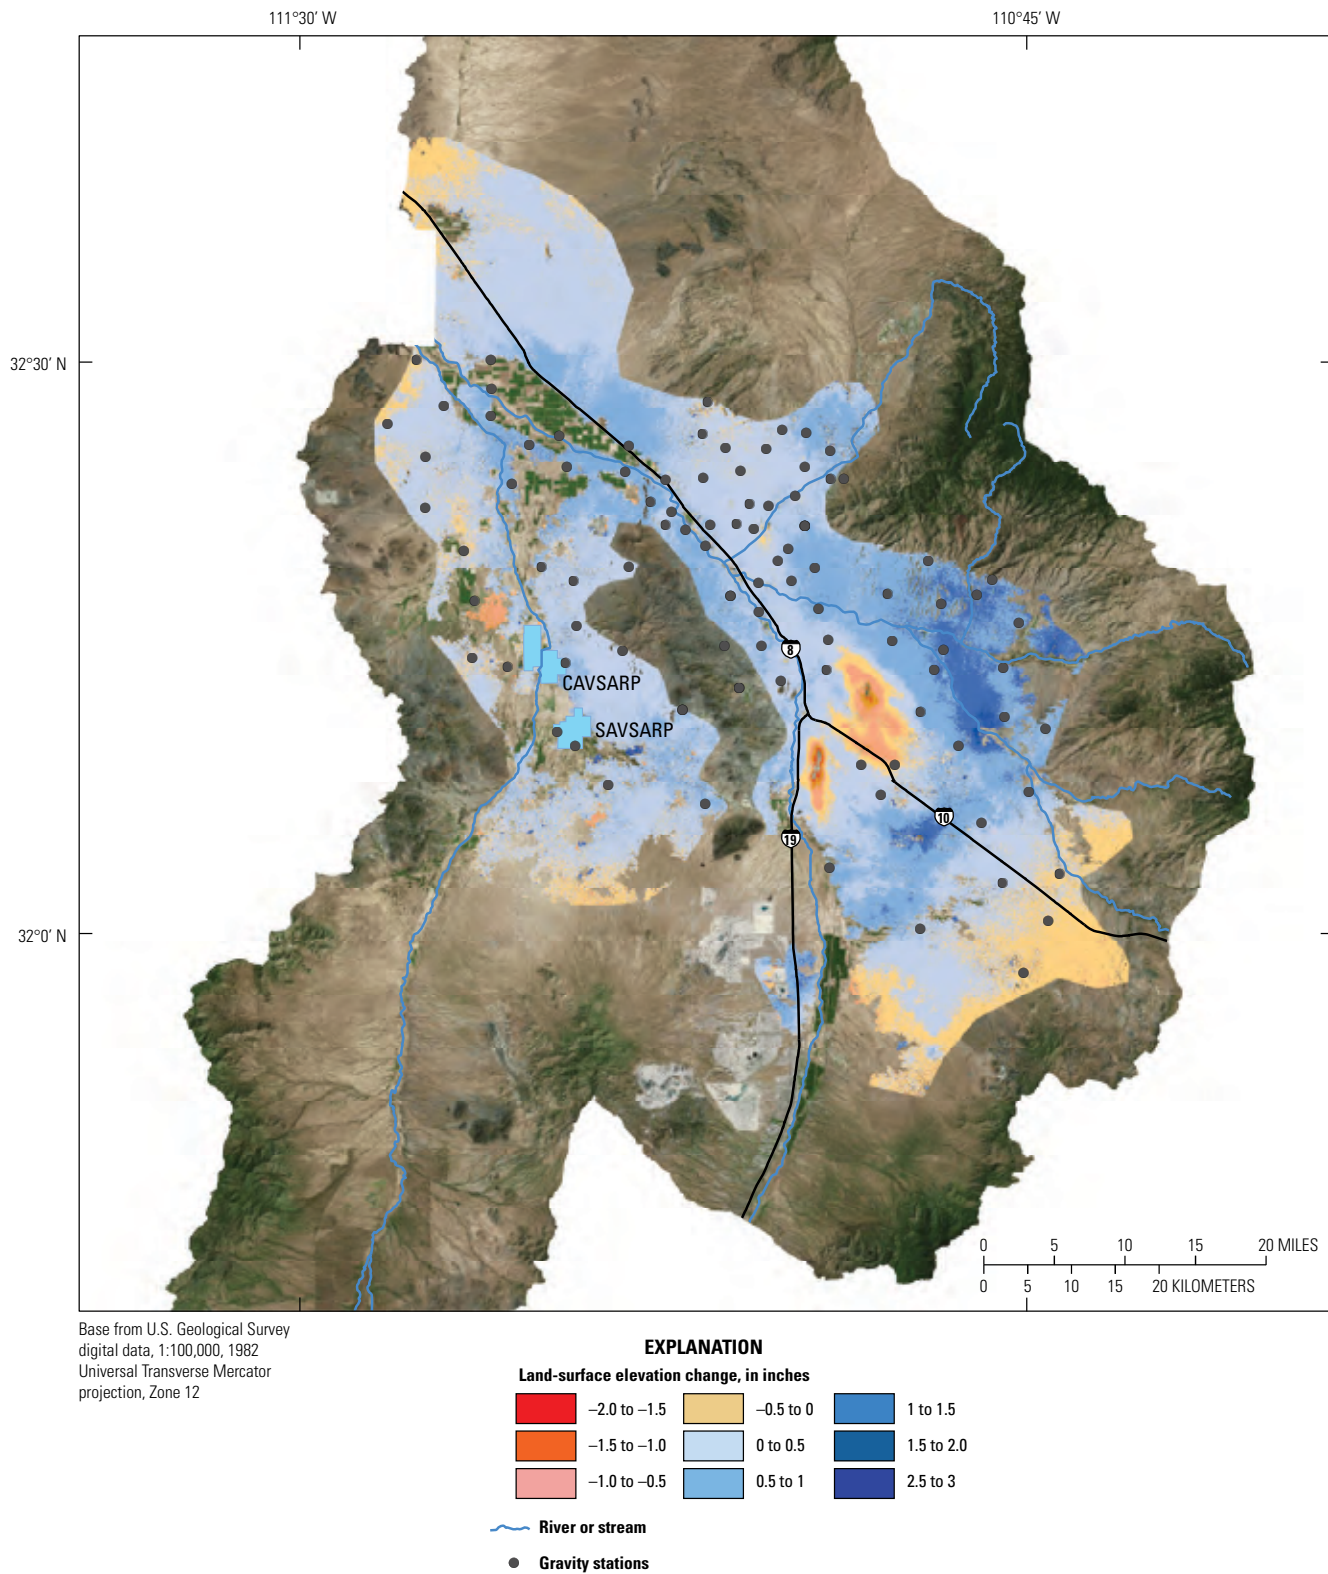 111°30′ W
110°45′ W
32°30′ N
8
CAVSARP
SAVSARP
10
19
32°0′ N
0 5 10 15 20 MILES
0 5 10 15 20 KILOMETERS
Base from U.S. Geological Survey
digital data, 1:100,000, 1982
Universal Transverse Mercator
projection, Zone 12
EXPLANATION
Land-surface elevation change, in inches
–2.0 to –1.5
–0.5 to 0
1 to 1.5
–1.5 to –1.0
0 to 0.5
1.5 to 2.0
–1.0 to –0.5
0.5 to 1
2.5 to 3
River or stream
Gravity stations